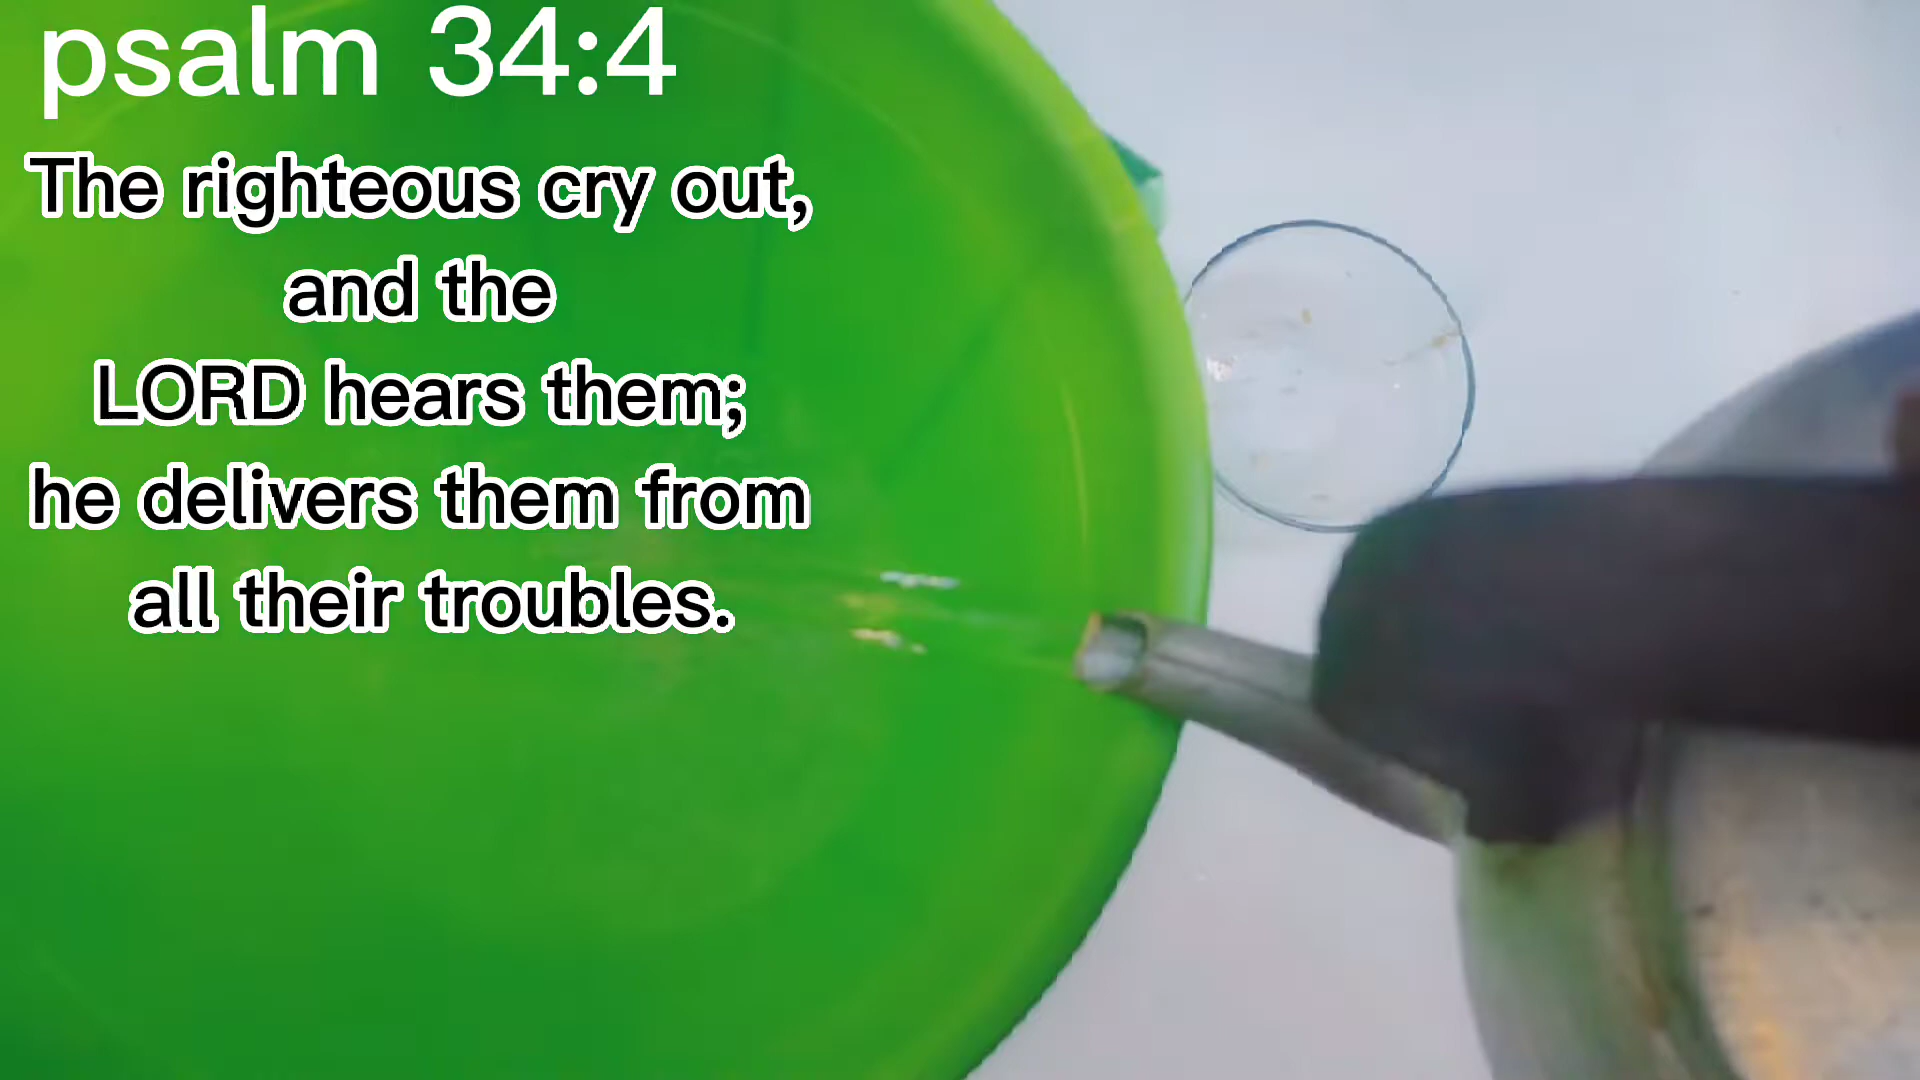 psalm 34:4
The righteous cry out,
and the
LORD hears them;
he delivers them from
all their troubles.